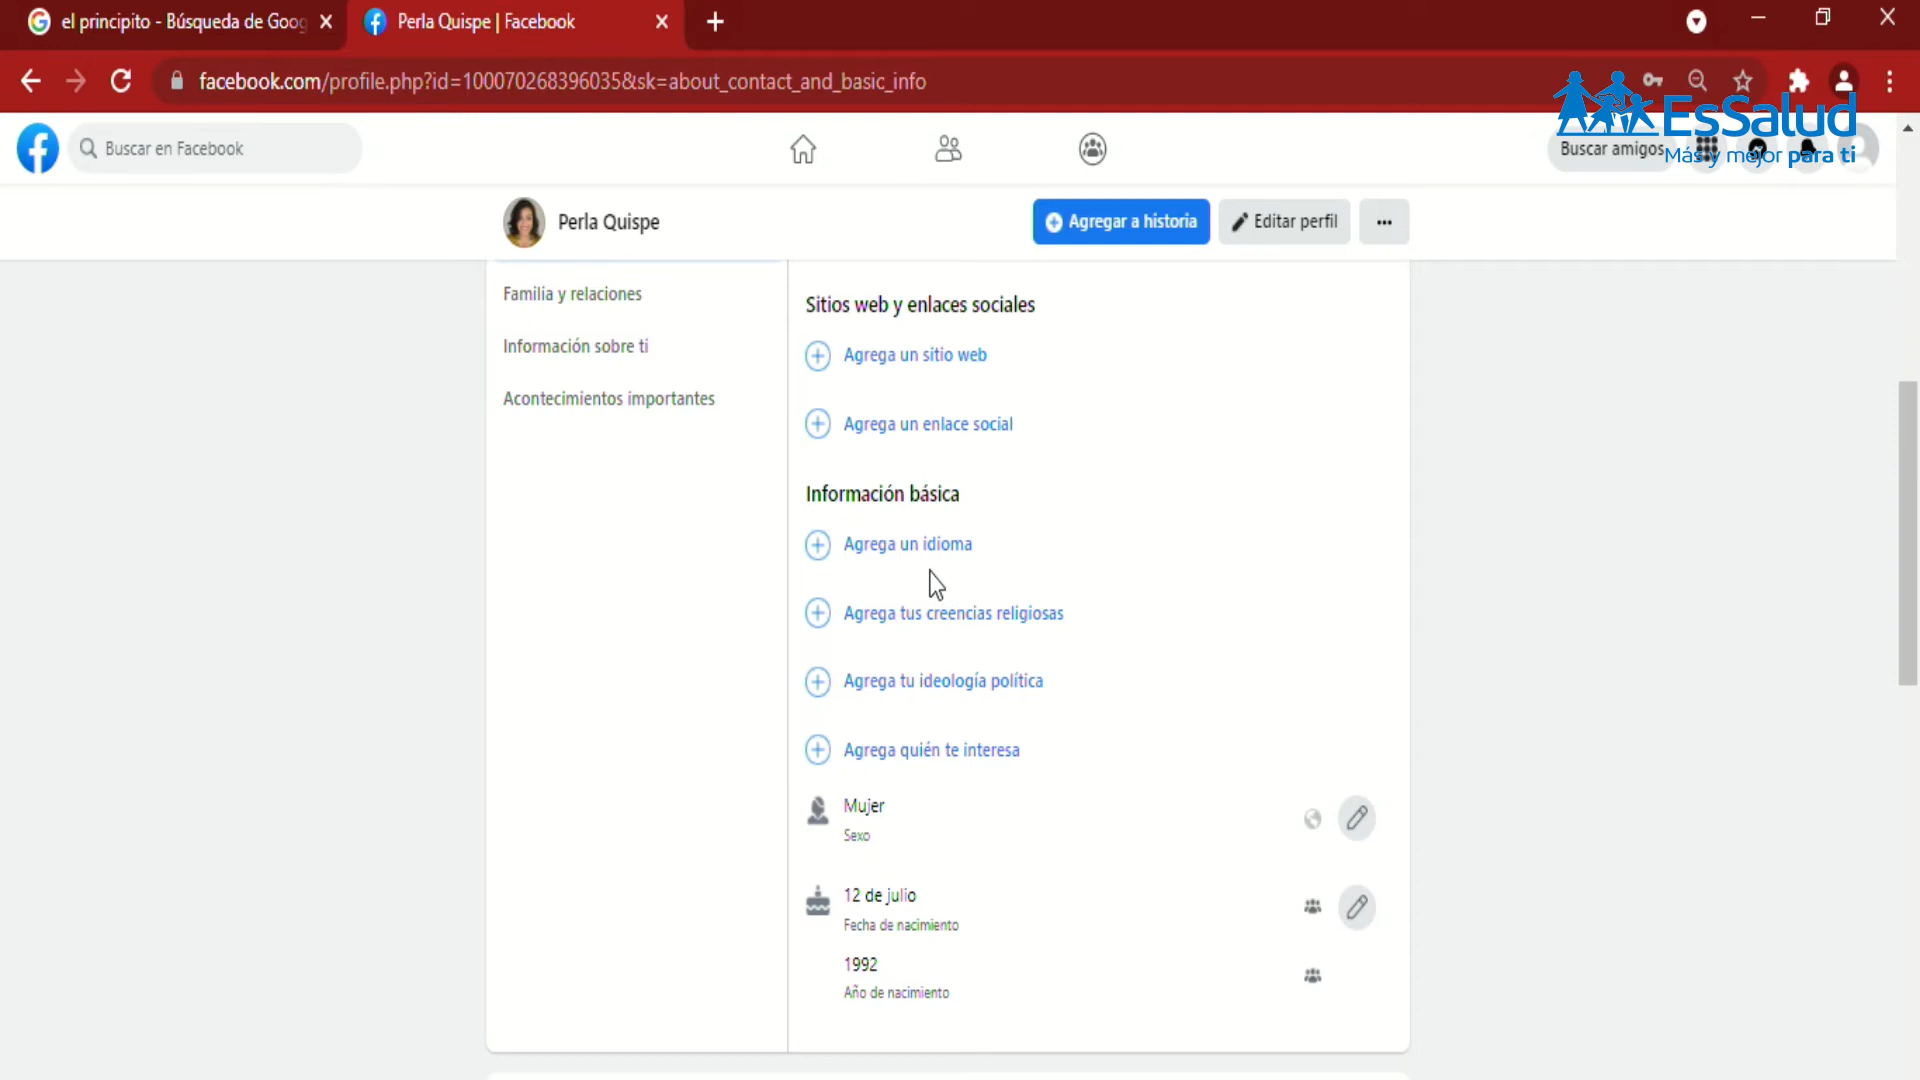 el principito - Búsqueda de Goog
Perla Quispe | Facebook
facebook.com/profile.php?id=100070268396035&sk=about_contact_and_basic_info
EsSalud
Más y mejor para ti
Buscar en Facebook
Buscar amigos
Perla Quispe
Agregar a historia
Editar perfil
Familia y relaciones
Información sobre ti
Acontecimientos importantes
Sitios web y enlaces sociales
Agrega un sitio web
Agrega un enlace social
Información básica
Agrega un idioma
Agrega tus creencias religiosas
Agrega tu ideología política
Agrega quién te interesa
Mujer
Sexo
12 de julio
Fecha de nacimiento
1992
Año de nacimiento